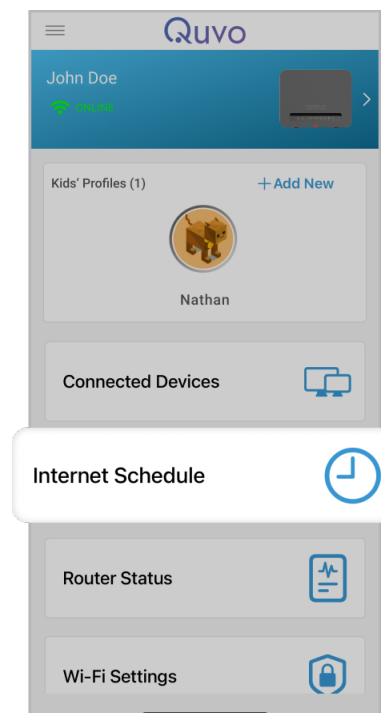 Quvo
John Doe
ONLINE
Kids' Profiles (1)
+ Add New
Nathan
Connected Devices
Internet Schedule
Router Status
Wi-Fi Settings